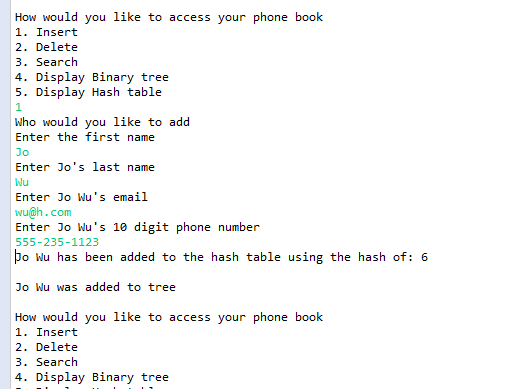 How would you like to access your phone book
1. Insert
2. Delete
3. Search
4. Display Binary tree
5. Display Hash table
1
Who would you like to add
Enter the first name
Jo
Enter Jo's last name
Wu
Enter Jo Wu's email
wu@h.com
Enter Jo Wu's 10 digit phone number
555-235-1123
Jo Wu has been added to the hash table using the hash of: 6
Jo Wu was added to tree
How would you like to access your phone book
1. Insert
2. Delete
3. Search
4. Display Binary tree